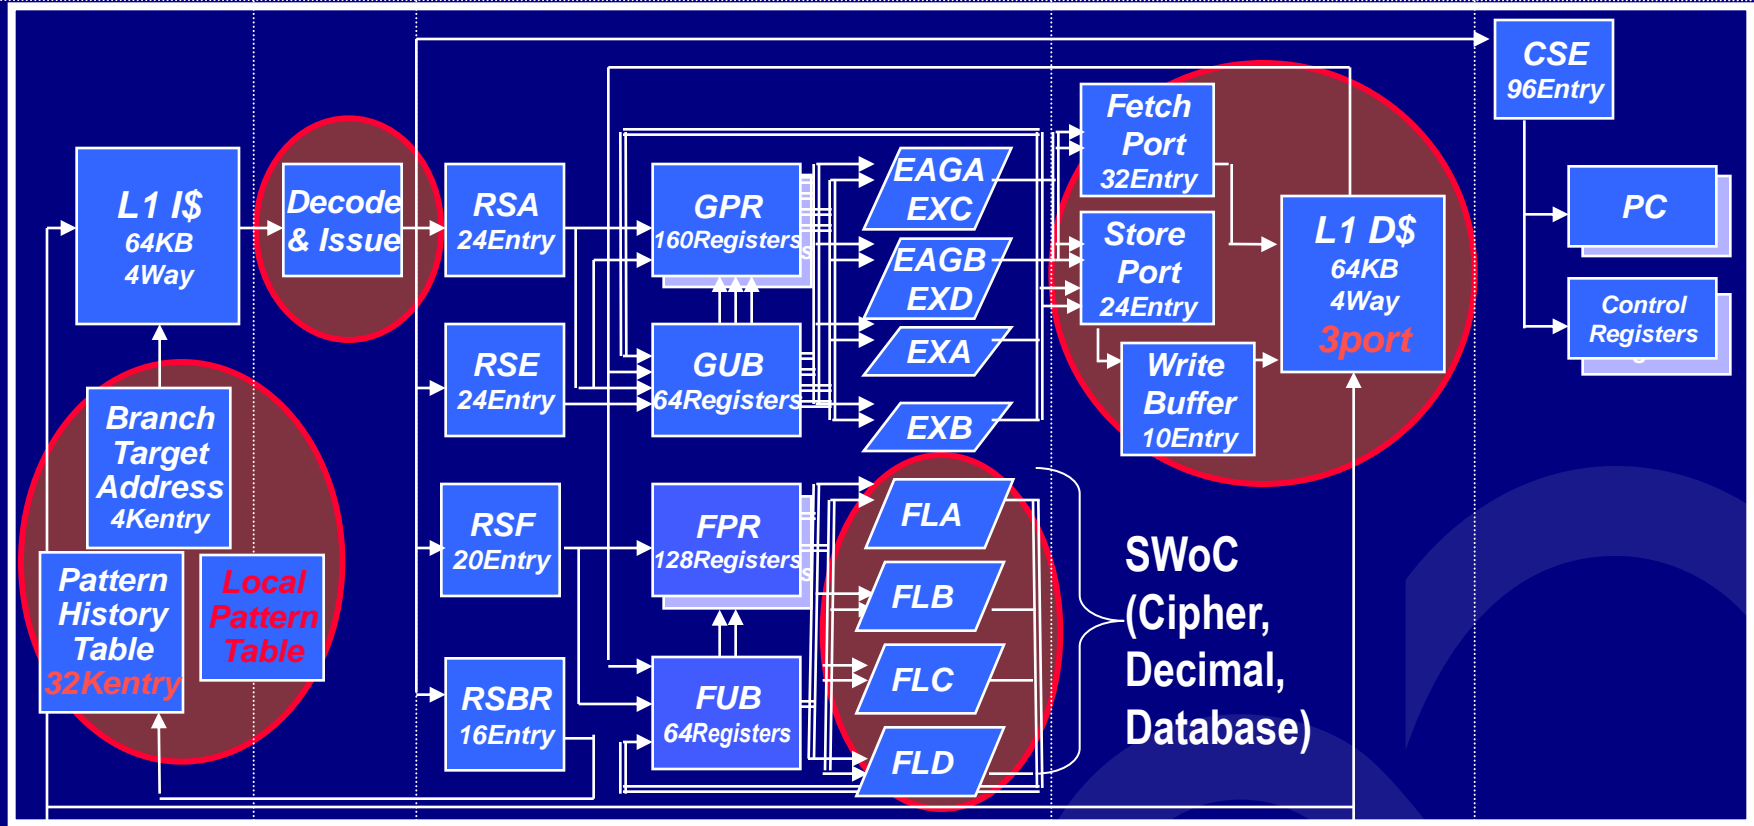 L1 I$
64KB
4Way
Decode
& Issue
Branch
Target
Address
4Kentry
Pattern
History
Table
32Kentry
Local
Pattern
Table
RSA
24Entry
RSE
24Entry
RSF
20Entry
RSBR
16Entry
GPR
160Registers
GUB
64Registers
FPR
128Registers
FUB
64Registers
EAGA
EXC
EAGB
EXD
EXA
EXB
FLA
FLB
FLC
FLD
Fetch
Port
32Entry
Store
Port
24Entry
Write
Buffer
10Entry
L1 D$
64KB
4Way
3port
SWoC
(Cipher,
Decimal,
Database)
CSE
96Entry
PC
Control
Registers